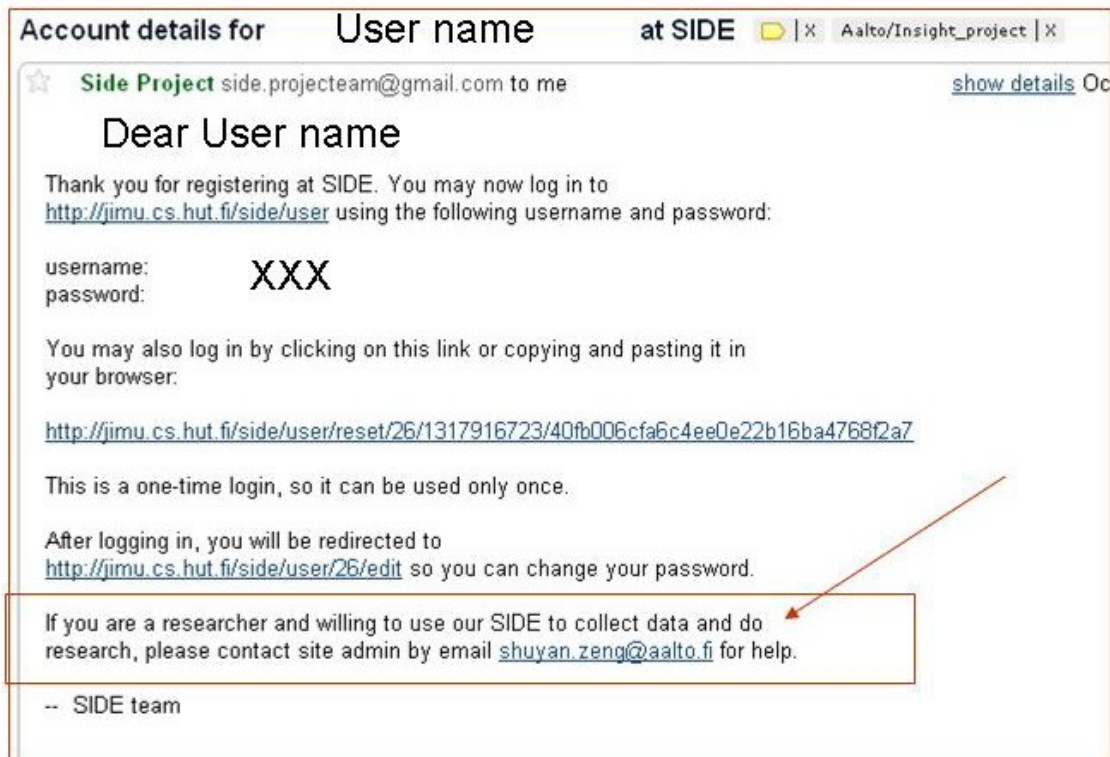 Account details for User name at SIDE | X Aalto/Insight_project | X
Side Project side.projecteam@gmail.com to me show details Oc
Dear User name
Thank you for registering at SIDE. You may now log in to
http://jimu.cs.hut.fi/side/user using the following username and password:
username: XXX
password:
You may also log in by clicking on this link or copying and pasting it in
your browser:
http://jimu.cs.hut.fi/side/user/reset/26/1317916723/40fb006cfa6c4ee0e22b16ba4768f2a7
This is a one-time login, so it can be used only once.
After logging in, you will be redirected to
http://jimu.cs.hut.fi/side/user/26/edit so you can change your password.
If you are a researcher and willing to use our SIDE to collect data and do
research, please contact site admin by email shuyan.zeng@aalto.fi for help.
-- SIDE team